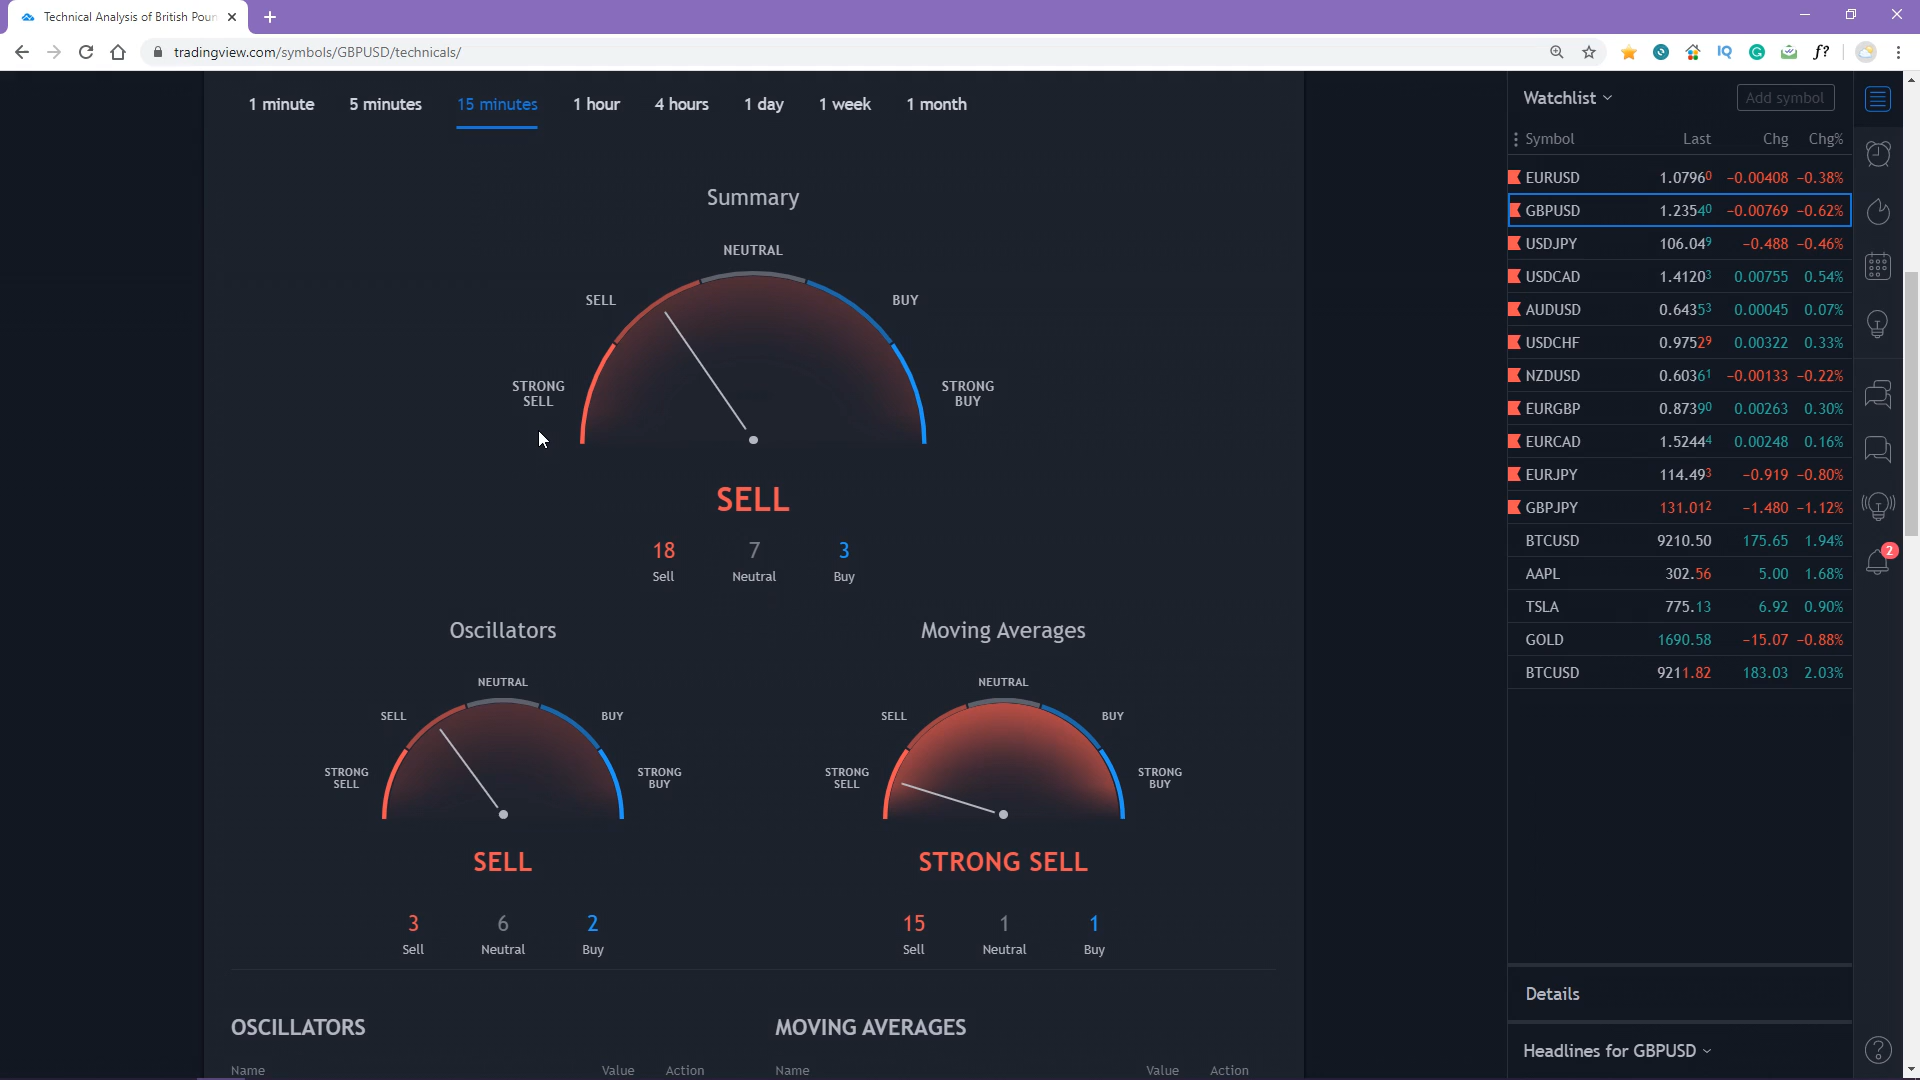 Technical Analysis of British Poun
tradingview.com/symbols/GBPUSD/technicals/
IQ
f?
1 minute 5 minutes 15 minutes 1 hour 4 hours 1 day 1 week 1 month
Summary
NEUTRAL
SELL BUY
STRONG SELL STRONG BUY
SELL
18 7 3
Sell Neutral Buy
Oscillators
NEUTRAL
SELL BUY
STRONG SELL STRONG BUY
SELL
3 6 2
Sell Neutral Buy
Moving Averages
NEUTRAL
SELL BUY
STRONG SELL STRONG BUY
STRONG SELL
15 1 1
Sell Neutral Buy
OSCILLATORS
Name Value Action
MOVING AVERAGES
Name Value Action
Watchlist Add symbol
Symbol Last Chg Chg%
EURUSD 1.07960 −0.00408 −0.38%
GBPUSD 1.23540 −0.00769 −0.62%
USDJPY 106.049 −0.488 −0.46%
USDCAD 1.41203 0.00755 0.54%
AUDUSD 0.64353 0.00045 0.07%
USDCHF 0.97529 0.00322 0.33%
NZDUSD 0.60361 −0.00133 −0.22%
EURGBP 0.87390 0.00263 0.30%
EURCAD 1.52444 0.00248 0.16%
EURJPY 114.493 −0.919 −0.80%
GBPJPY 131.012 −1.480 −1.12%
BTCUSD 9210.50 175.65 1.94%
AAPL 302.56 5.00 1.68%
TSLA 775.13 6.92 0.90%
GOLD 1690.58 −15.07 −0.88%
BTCUSD 9211.82 183.03 2.03%
Details
Headlines for GBPUSD
2
?